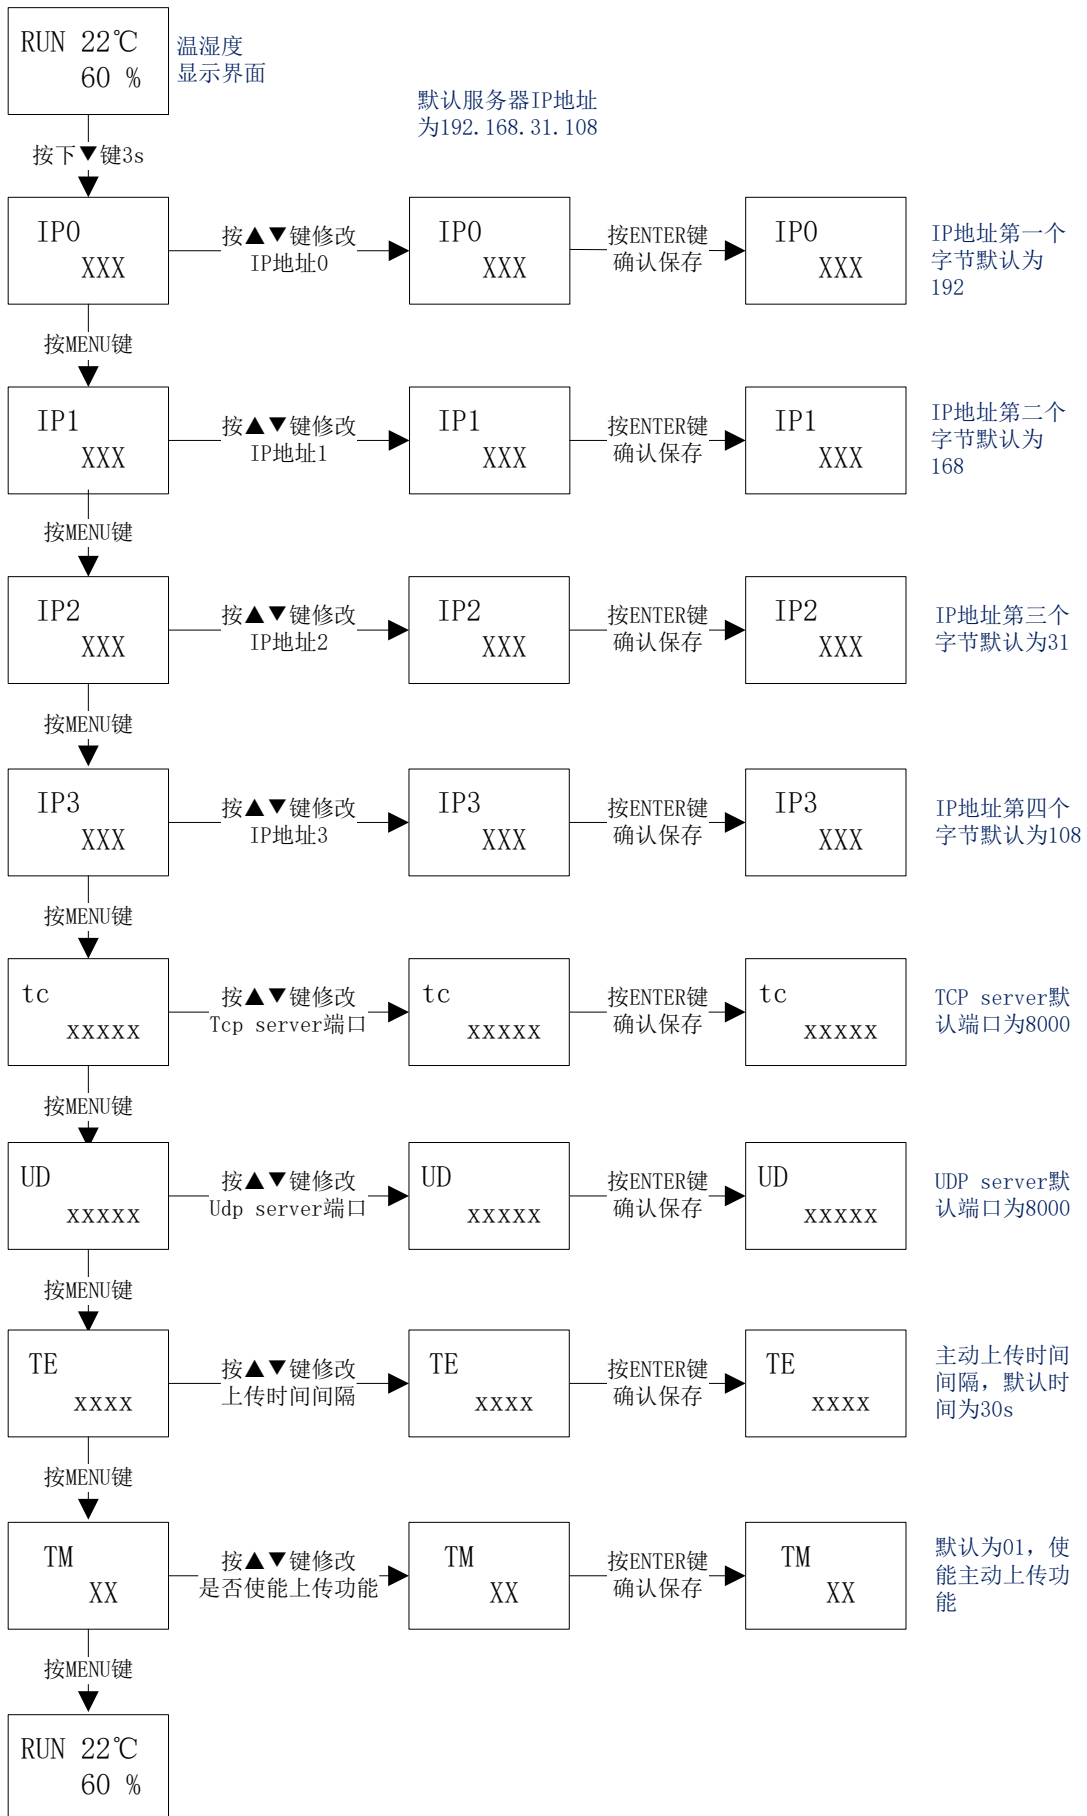 RUN 22℃
60 %
温湿度
显示界面
默认服务器IP地址
为192.168.31.108
按下▼键3s
IP0
XXX
按▲▼键修改
IP地址0
IP0
XXX
按ENTER键
确认保存
IP0
XXX
IP地址第一个
字节默认为
192
按MENU键
IP1
XXX
按▲▼键修改
IP地址1
IP1
XXX
按ENTER键
确认保存
IP1
XXX
IP地址第二个
字节默认为
168
按MENU键
IP2
XXX
按▲▼键修改
IP地址2
IP2
XXX
按ENTER键
确认保存
IP2
XXX
IP地址第三个
字节默认为31
按MENU键
IP3
XXX
按▲▼键修改
IP地址3
IP3
XXX
按ENTER键
确认保存
IP3
XXX
IP地址第四个
字节默认为108
按MENU键
tc
xxxxx
按▲▼键修改
Tcp server端口
tc
xxxxx
按ENTER键
确认保存
tc
xxxxx
TCP server默
认端口为8000
按MENU键
UD
xxxxx
按▲▼键修改
Udp server端口
UD
xxxxx
按ENTER键
确认保存
UD
xxxxx
UDP server默
认端口为8000
按MENU键
TE
xxxx
按▲▼键修改
上传时间间隔
TE
xxxx
按ENTER键
确认保存
TE
xxxx
主动上传时间
间隔，默认时
间为30s
按MENU键
TM
XX
按▲▼键修改
是否使能上传功能
TM
XX
按ENTER键
确认保存
TM
XX
默认为01，使
能主动上传功
能
按MENU键
RUN 22℃
60 %